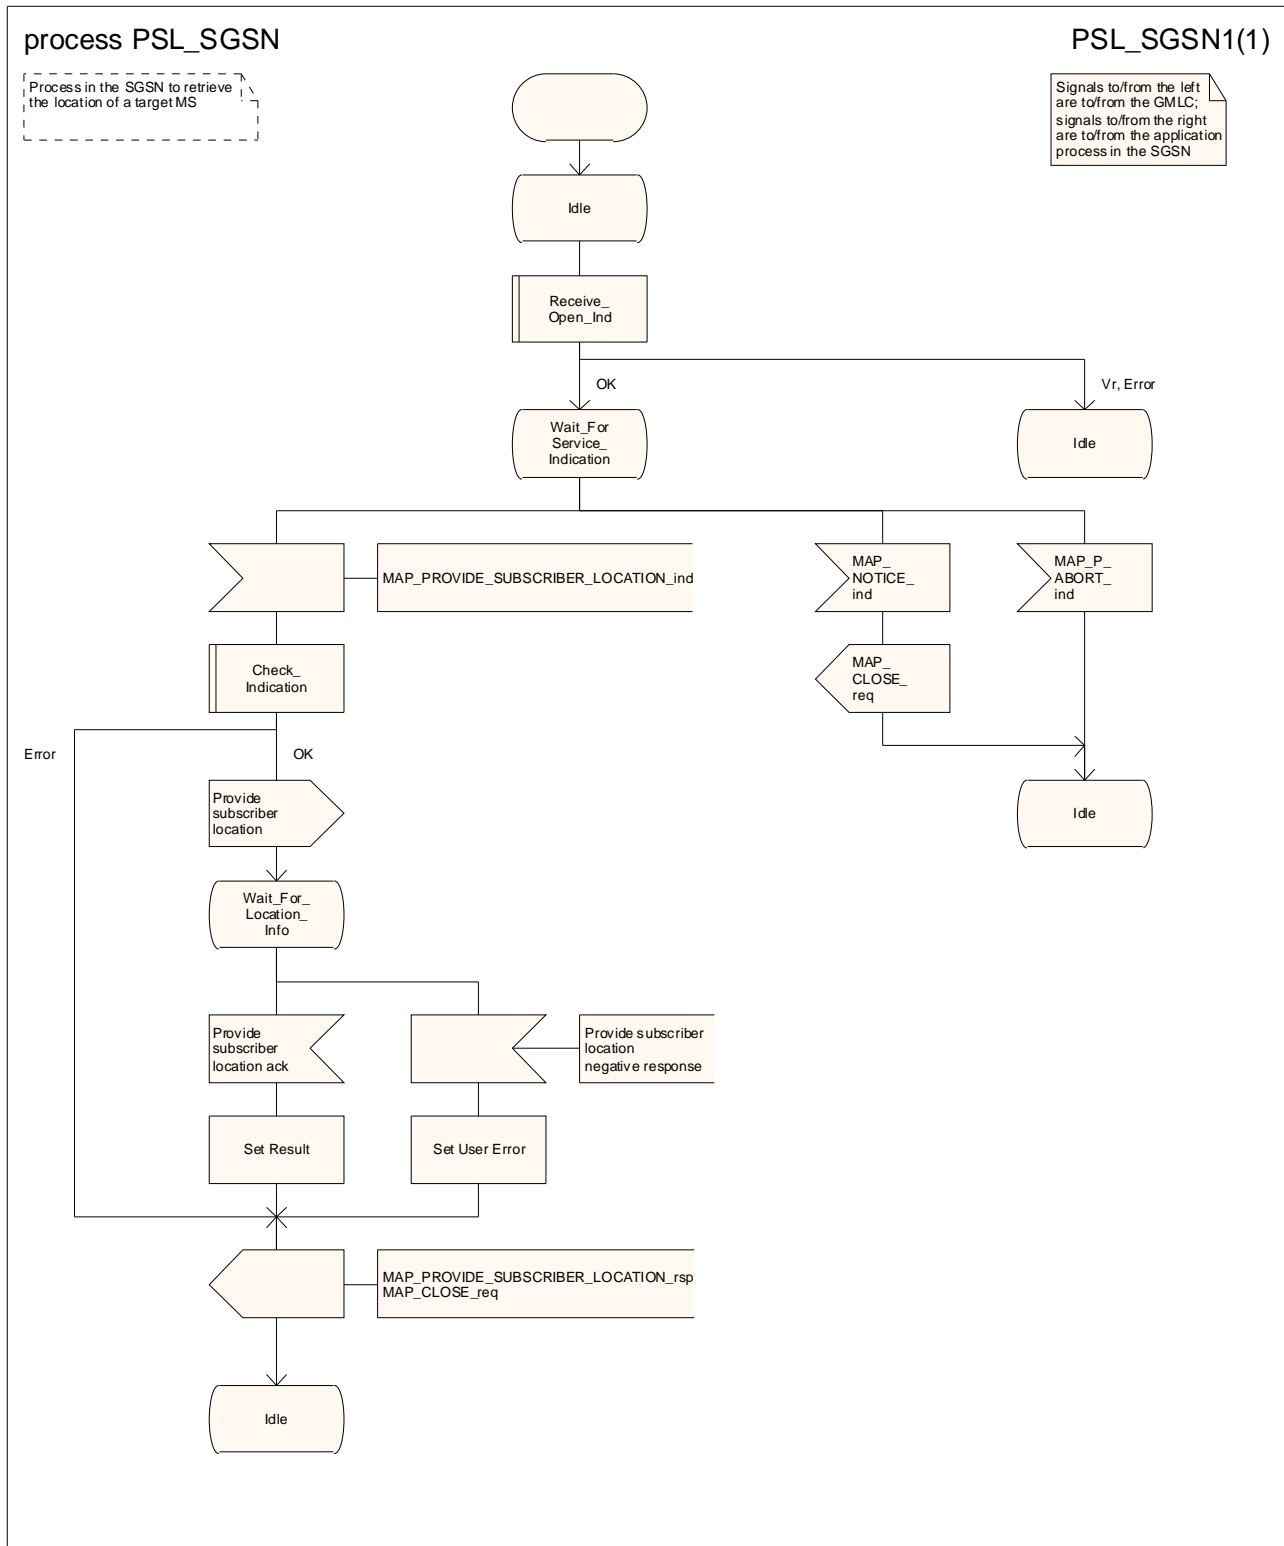 process PSL_SGSN
PSL_SGSN1(1)
Process in the SGSN to retrieve
the location of a target MS
Signals to/from the left
are to/from the GMLC;
signals to/from the right
are to/from the application
process in the SGSN
Idle
Receive_
Open_Ind
OK
Vr, Error
Wait_For
Service_
Indication
Idle
MAP_PROVIDE_SUBSCRIBER_LOCATION_ind
MAP_
NOTICE_
ind
MAP_P_
ABORT_
ind
Check_
Indication
MAP_
CLOSE_
req
Error
OK
Provide
subscriber
location
Idle
Wait_For_
Location_
Info
Provide
subscriber
location ack
Provide subscriber
location
negative response
Set Result
Set User Error
MAP_PROVIDE_SUBSCRIBER_LOCATION_rsp
MAP_CLOSE_req
Idle